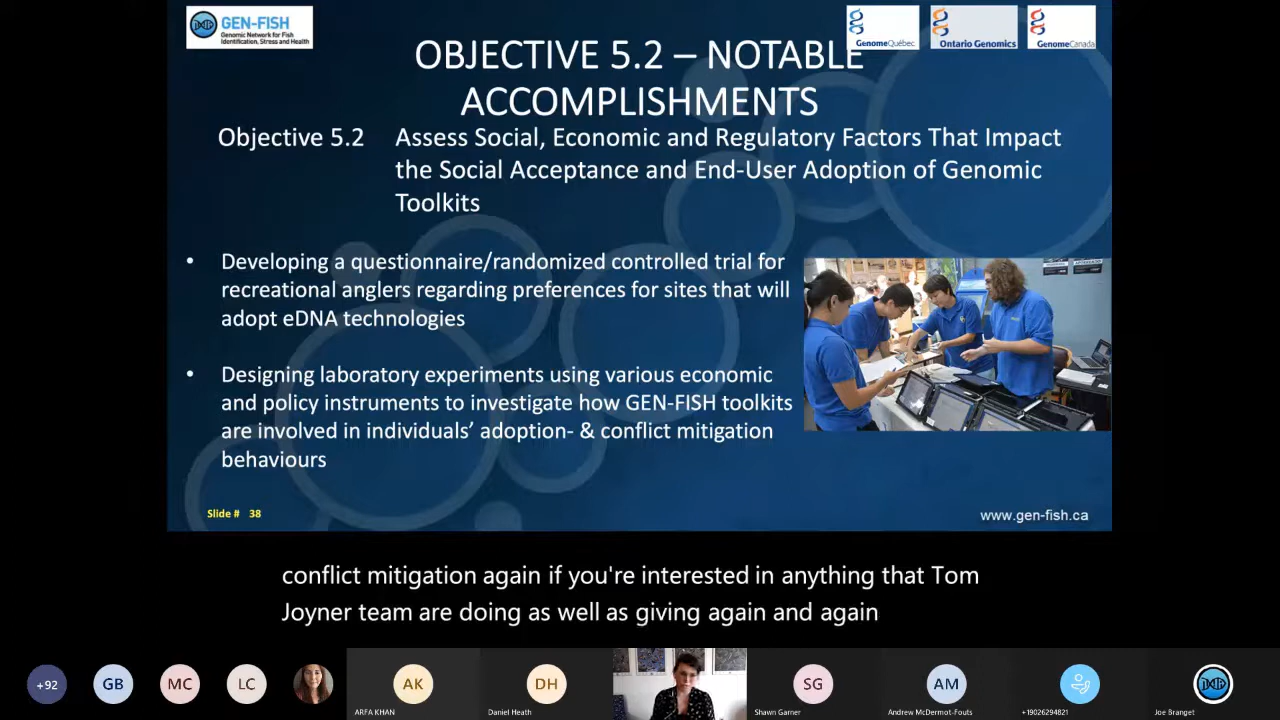 GEN-FISH
Genomic Network for Fish
Identification, Stress and Health
GenomeQuébec
Ontario Genomics
GenomeCanada
OBJECTIVE 5.2 – NOTABLE
ACCOMPLISHMENTS
Objective 5.2 Assess Social, Economic and Regulatory Factors That Impact
the Social Acceptance and End-User Adoption of Genomic
Toolkits
• Developing a questionnaire/randomized controlled trial for
recreational anglers regarding preferences for sites that will
adopt eDNA technologies
• Designing laboratory experiments using various economic
and policy instruments to investigate how GEN-FISH toolkits
are involved in individuals’ adoption- & conflict mitigation
behaviours
Slide # 38
www.gen-fish.ca
conflict mitigation again if you're interested in anything that Tom
Joyner team are doing as well as giving again and again
+92
GB
MC
LC
AK
ARFA KHAN
DH
Daniel Heath
SG
Shawn Garner
AM
Andrew McDermot-Fouts
+19026294821
Joe Branget